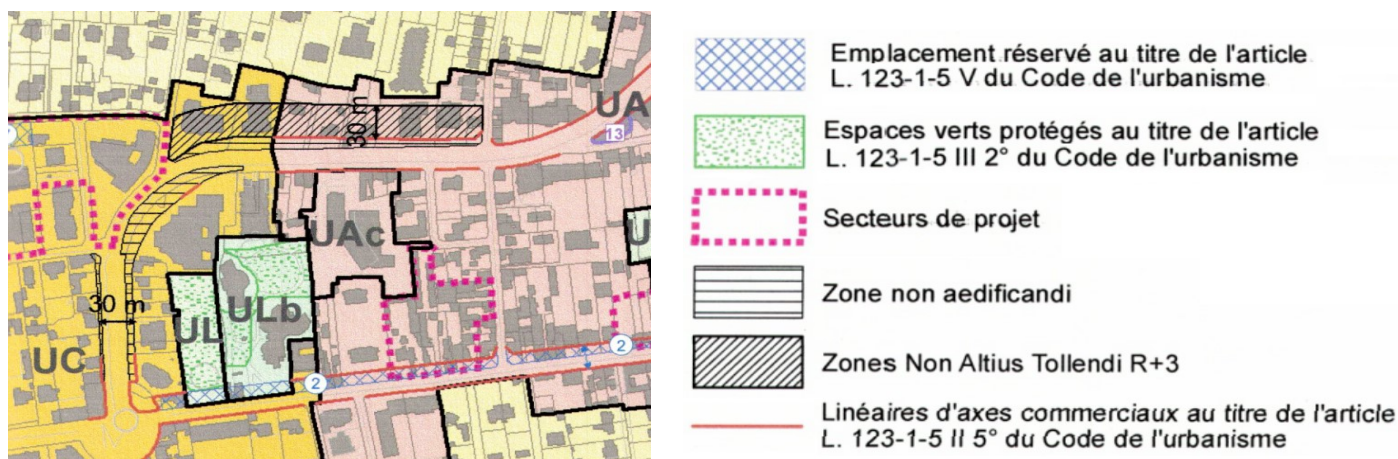 30 m
UA
13
UAc
U
30 m
UL
ULb
UC
2
2
Emplacement réservé au titre de l'article
L. 123-1-5 V du Code de l'urbanisme
Espaces verts protégés au titre de l'article
L. 123-1-5 III 2° du Code de l'urbanisme
Secteurs de projet
Zone non aedificandi
Zones Non Altius Tollendi R+3
Linéaires d'axes commerciaux au titre de l'article
L. 123-1-5 II 5° du Code de l'urbanisme